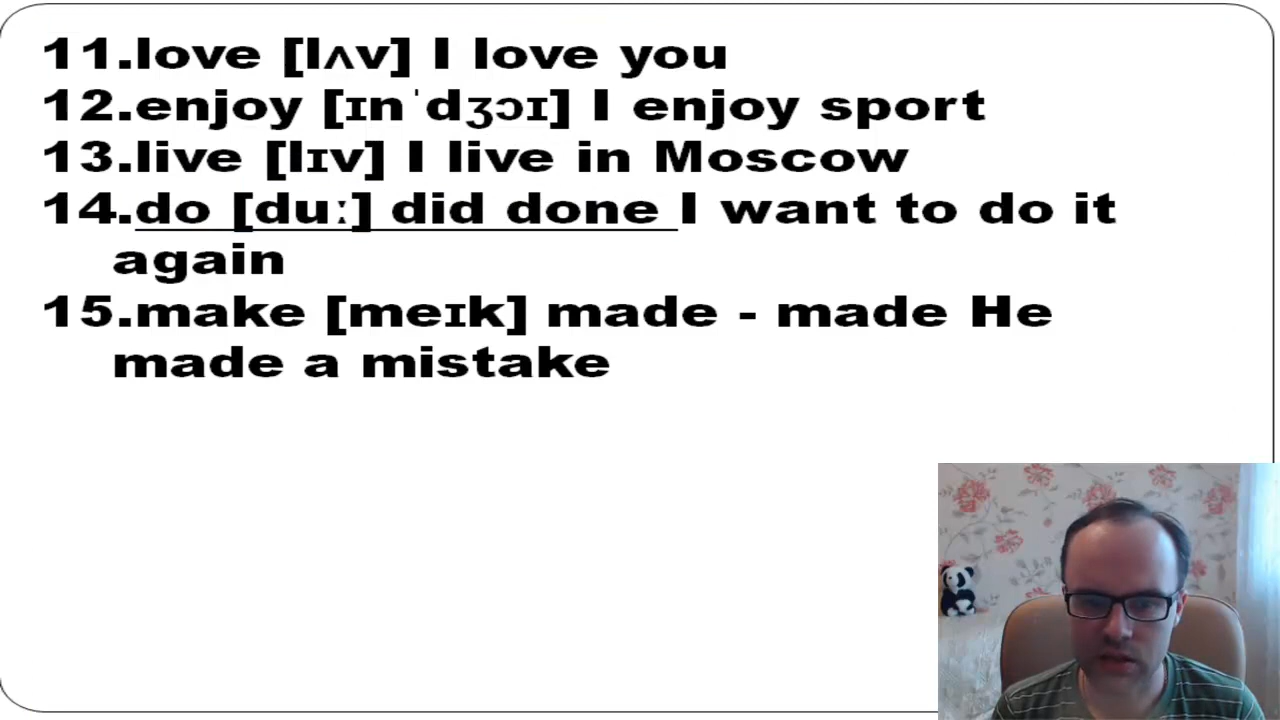 11.love [lʌv] I love you
12.enjoy [ɪnˈdʒɔɪ] I enjoy sport
13.live [lɪv] I live in Moscow
14.do [duː] did done I want to do it
again
15.make [meɪk] made - made He
made a mistake